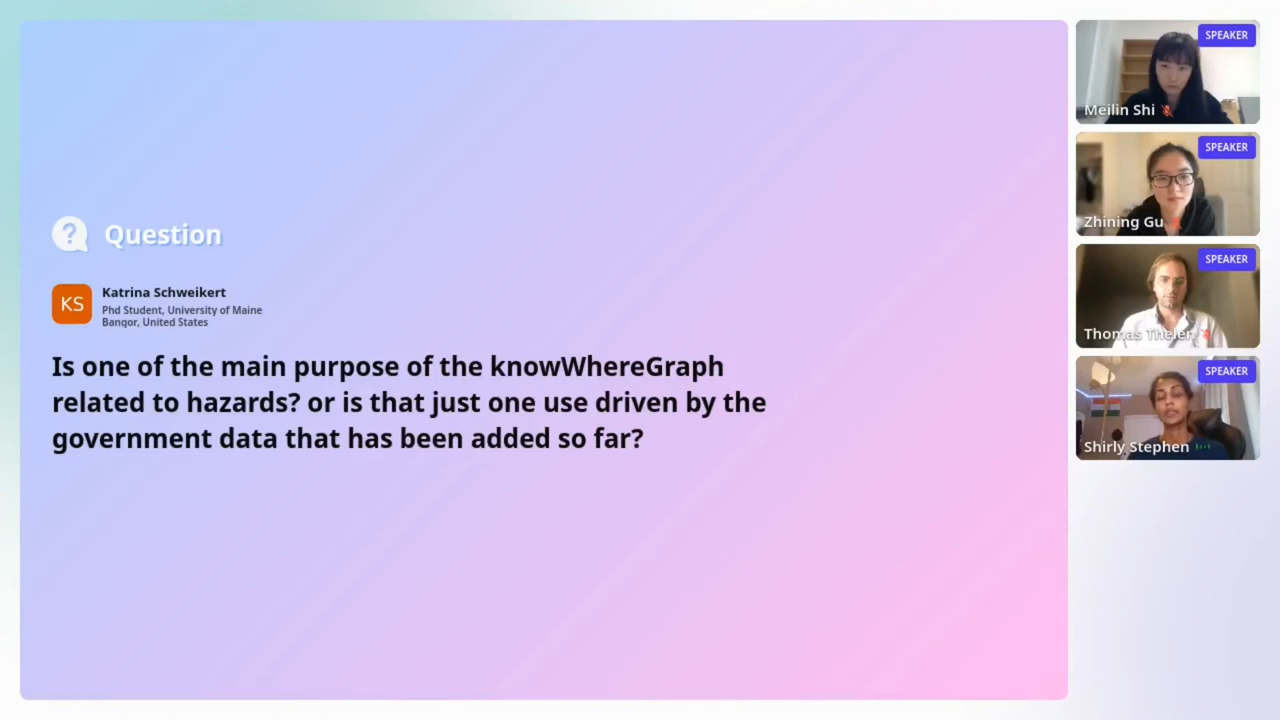 Question
KS
Katrina Schweikert
Phd Student, University of Maine
Bangor, United States
Is one of the main purpose of the knowWhereGraph
related to hazards? or is that just one use driven by the
government data that has been added so far?
SPEAKER
Meilin Shi
SPEAKER
Zhining Gu
SPEAKER
Thomas Thelen
SPEAKER
Shirly Stephen